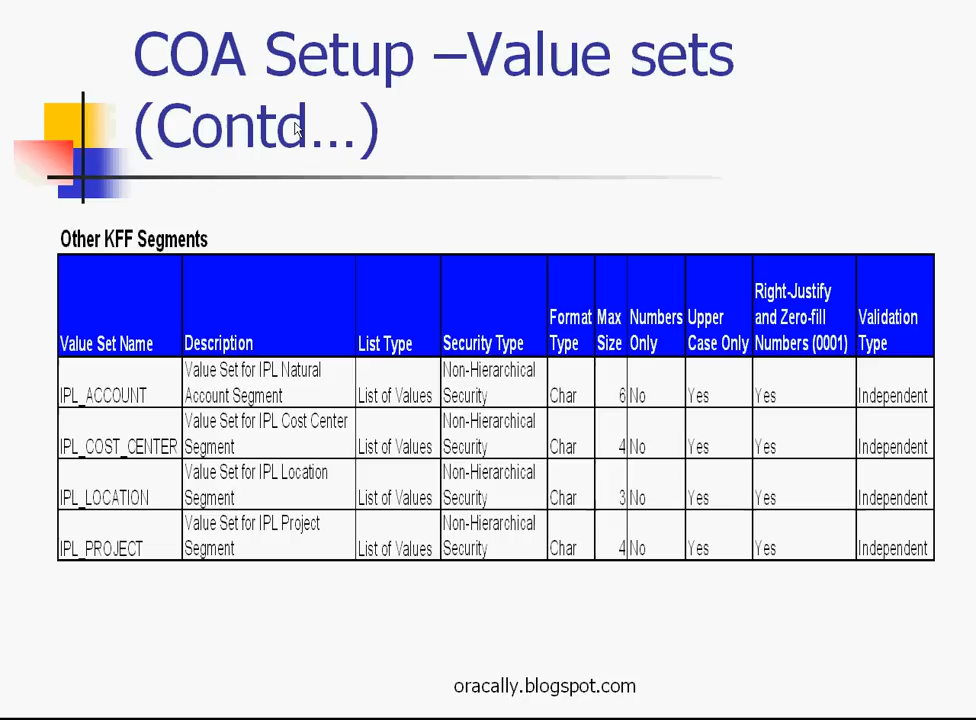 COA Setup –Value sets
(Contd...)
Other KFF Segments
Value Set Name Description List Type Security Type Format Type Max Size Numbers Only Upper Case Only Right-Justify and Zero-fill Numbers (0001) Validation Type
IPL_ACCOUNT Value Set for IPL Natural Account Segment List of Values Non-Hierarchical Security Char 6 No Yes Yes Independent
IPL_COST_CENTER Value Set for IPL Cost Center Segment List of Values Non-Hierarchical Security Char 4 No Yes Yes Independent
IPL_LOCATION Value Set for IPL Location Segment List of Values Non-Hierarchical Security Char 3 No Yes Yes Independent
IPL_PROJECT Value Set for IPL Project Segment List of Values Non-Hierarchical Security Char 4 No Yes Yes Independent
oracally.blogspot.com